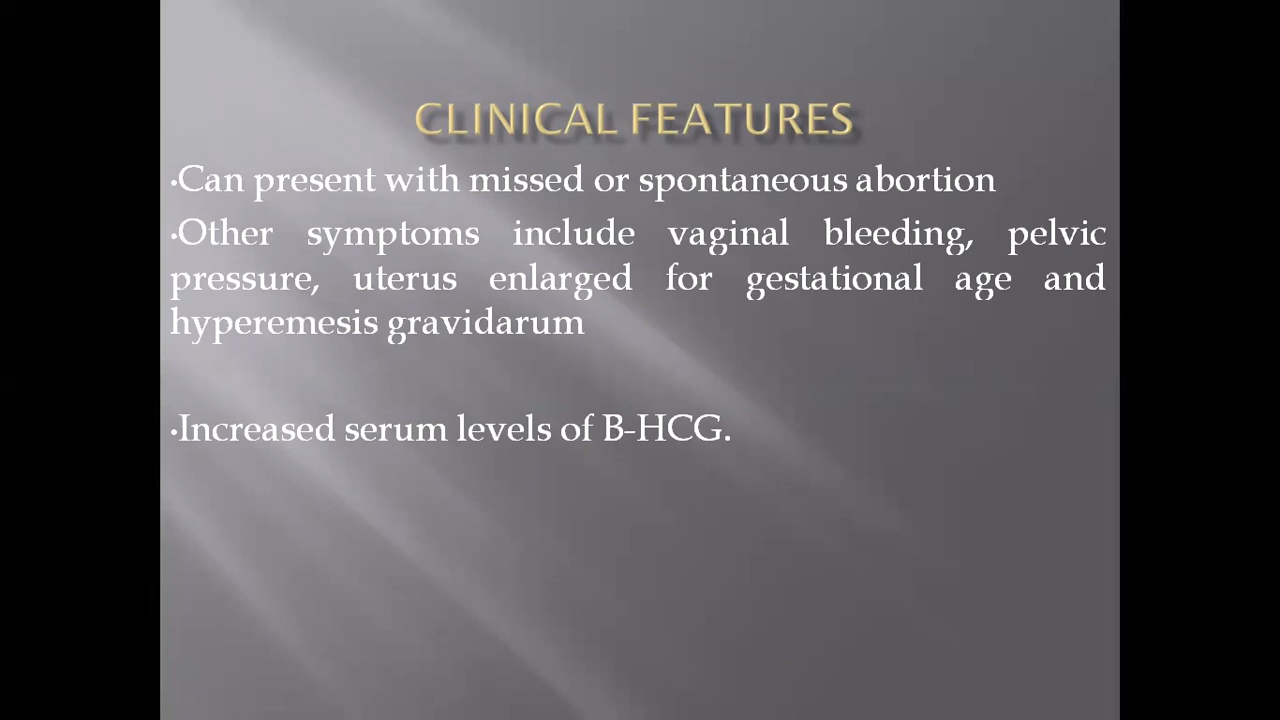 CLINICAL FEATURES
•Can present with missed or spontaneous abortion
•Other symptoms include vaginal bleeding, pelvic
pressure, uterus enlarged for gestational age and
hyperemesis gravidarum
•Increased serum levels of B-HCG.